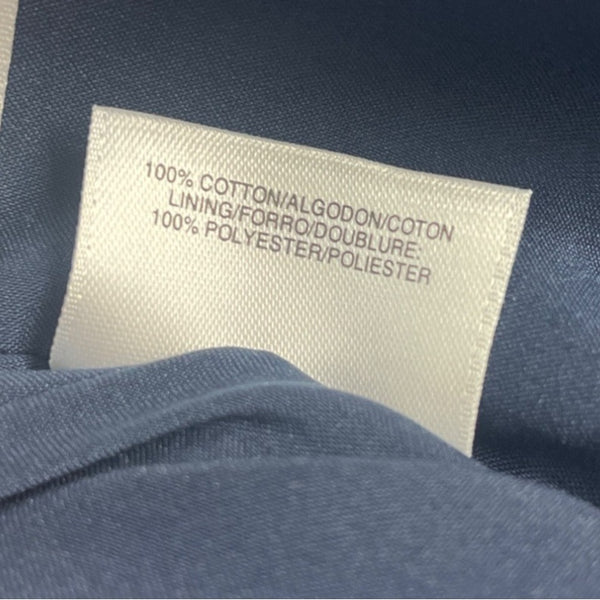 100% COTTON/ALGODON/COTON
LINING/FORRO/DOUBLURE:
100% POLYESTER/POLIESTER